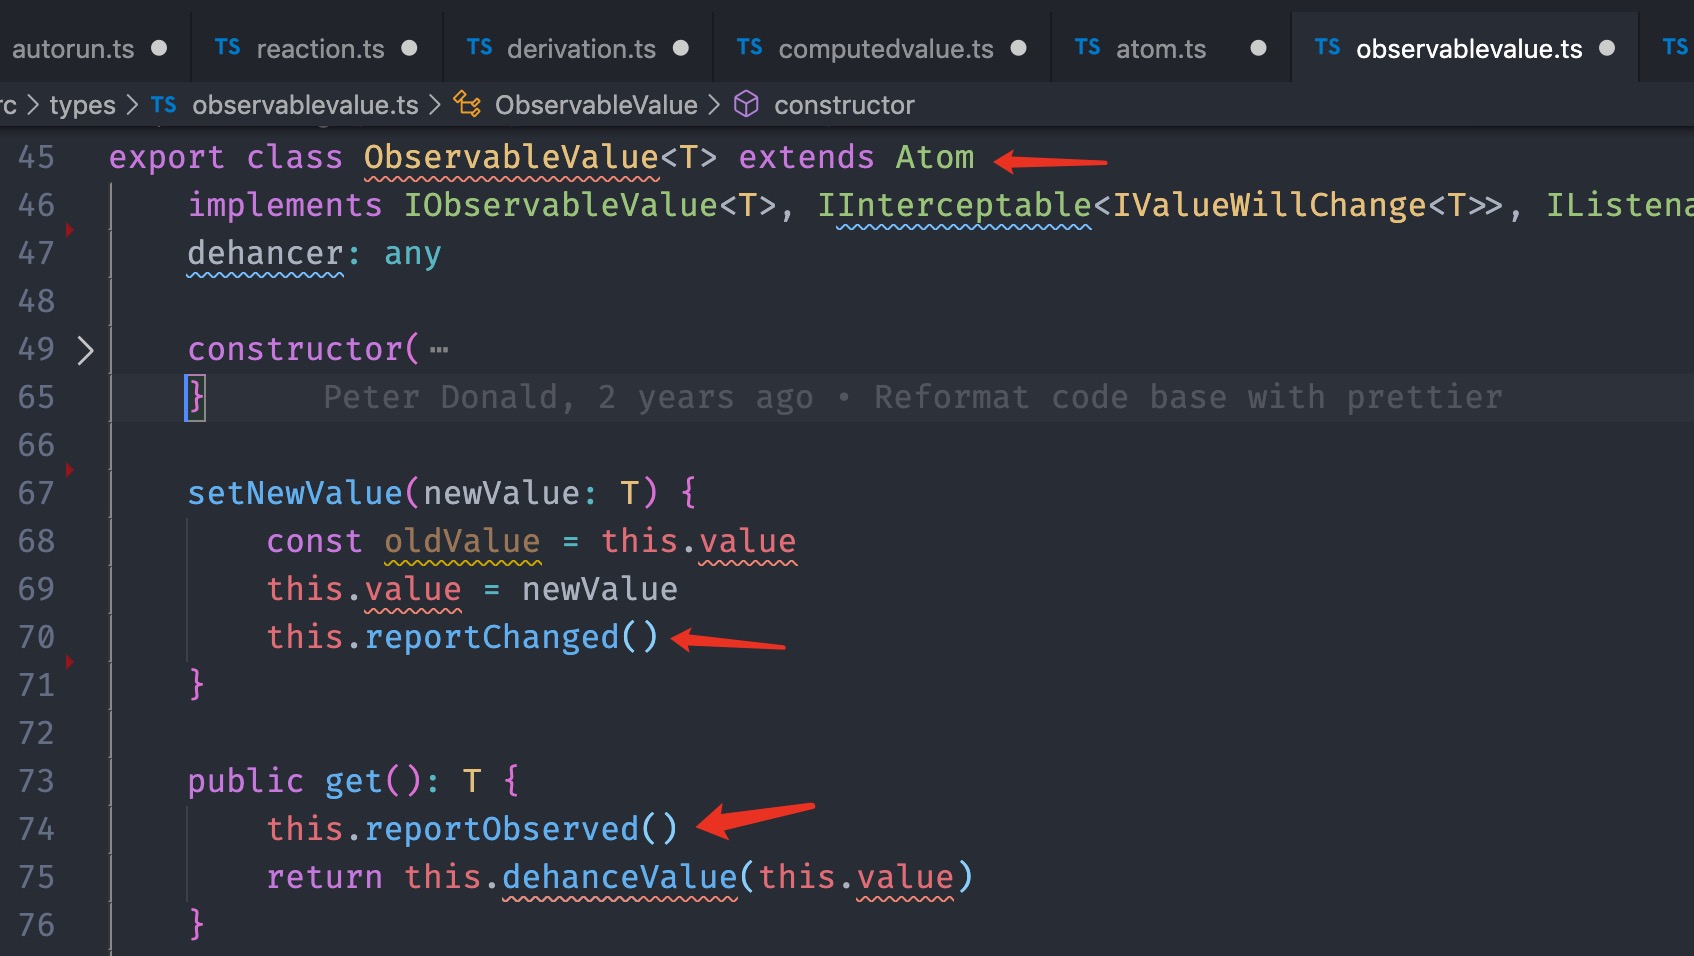 autorun.ts TS reaction.ts TS derivation.ts TS computedvalue.ts TS atom.ts TS observablevalue.ts TS
rc > types > TS observablevalue.ts > ObservableValue > constructor
45 export class ObservableValue<T> extends Atom
46 implements IObservableValue<T>, IInterceptable<IValueWillChange<T>>, IListena
47 dehancer: any
48
49 constructor( ⋯
65 } Peter Donald, 2 years ago • Reformat code base with prettier
66
67 setNewValue(newValue: T) {
68 const oldValue = this.value
69 this.value = newValue
70 this.reportChanged()
71 }
72
73 public get(): T {
74 this.reportObserved()
75 return this.dehanceValue(this.value)
76 }